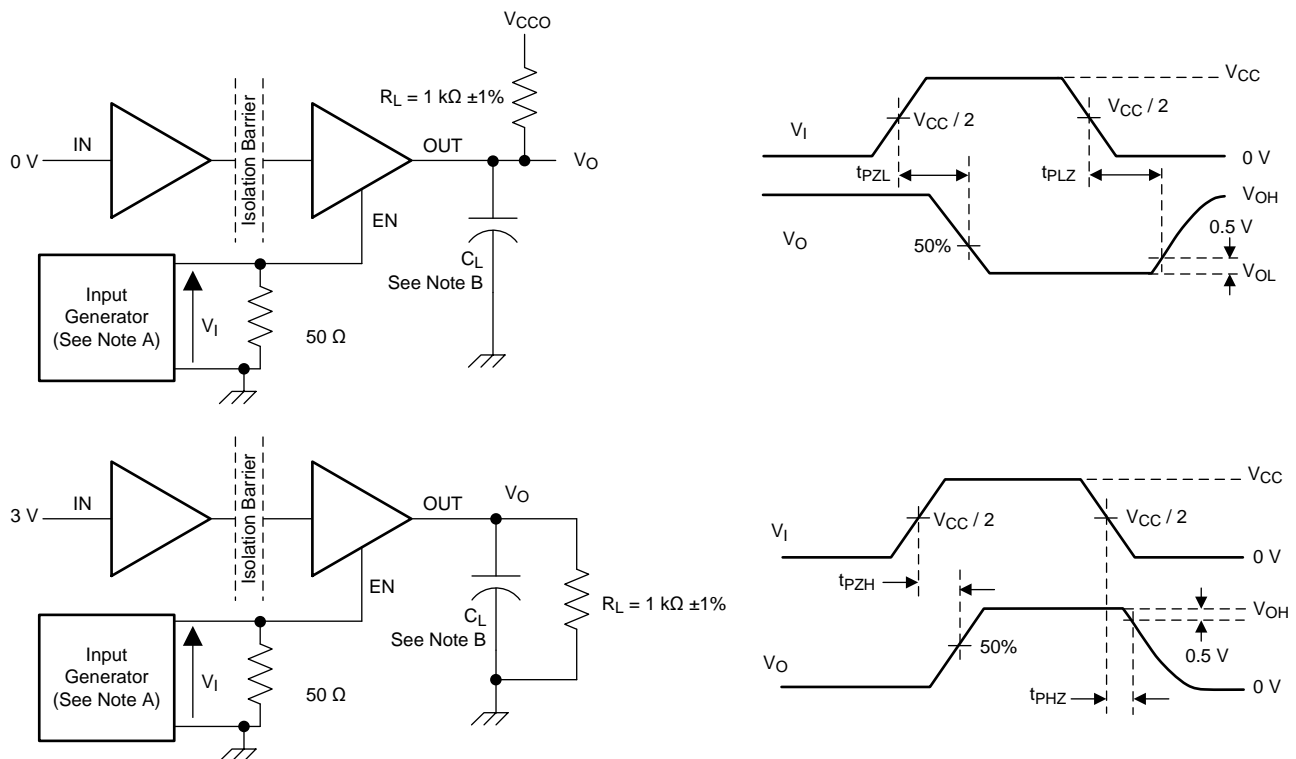 VCCO
RL = 1 kΩ ±1%
IN
0 V
Isolation Barrier
OUT
VO
EN
CL
See Note B
Input
Generator
(See Note A)
VI
50 Ω
VCC
VCC / 2
VCC / 2
VI
0 V
tPZL
tPLZ
VOH
0.5 V
VO
50%
VOL
IN
3 V
Isolation Barrier
OUT
VO
EN
CL
See Note B
RL = 1 kΩ ±1%
Input
Generator
(See Note A)
VI
50 Ω
VCC
VCC / 2
VCC / 2
VI
0 V
tPZH
VOH
0.5 V
50%
VO
0 V
tPHZ